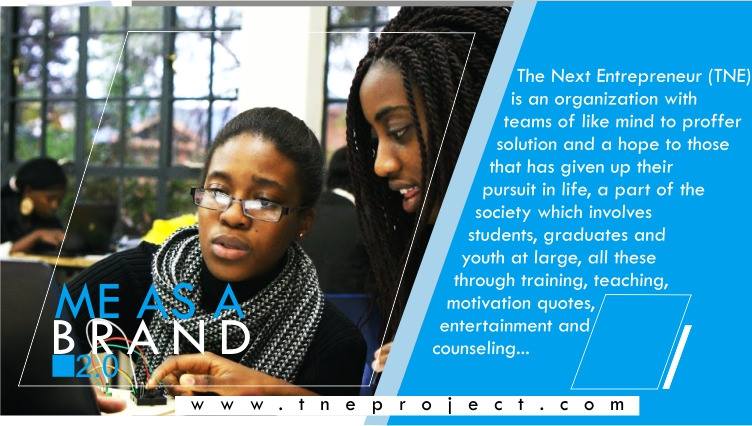 ME AS A
BRAND
2.0
The Next Entrepreneur (TNE)
is an organization with
teams of like mind to proffer
solution and a hope to those
that has given up their
pursuit in life, a part of the
society which involves
students, graduates and
youth at large, all these
through training, teaching,
motivation quotes,
entertainment and
counseling...
www.tneproject.com